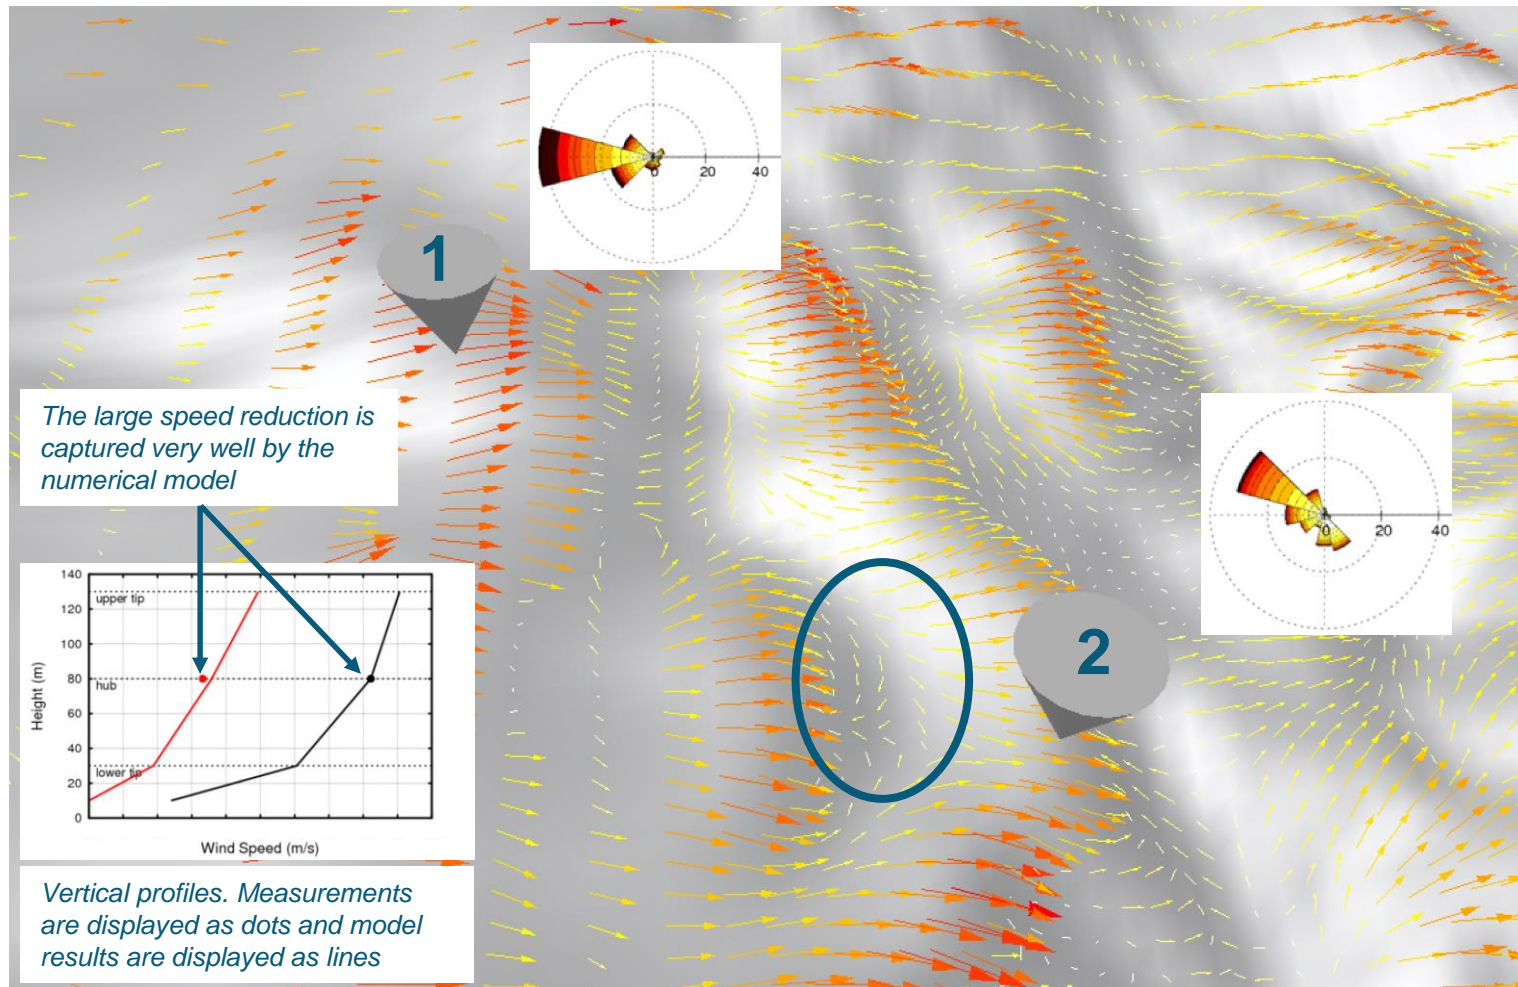 0 20 40
1
The large speed reduction is
captured very well by the
numerical model
0 20 40
2
140
120
100
80
60
40
20
0
upper tip
hub
lower tip
Height (m)
Wind Speed (m/s)
Vertical profiles. Measurements
are displayed as dots and model
results are displayed as lines